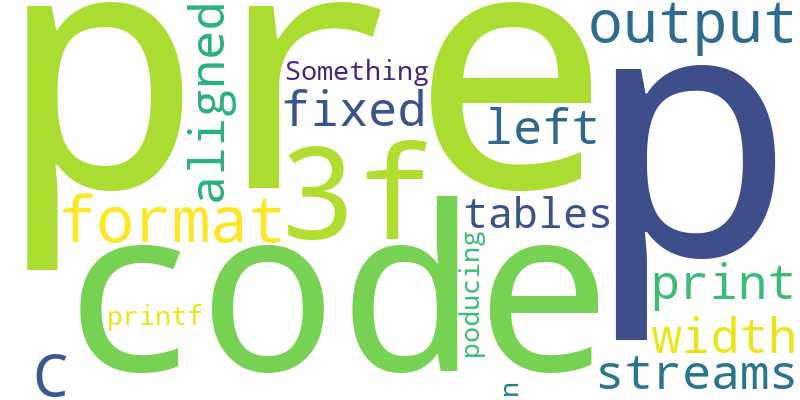 pre
p
output
aligned
Something
fixed
left
3f
format
tables
code
poducing
print
printf
width
C
streams
n